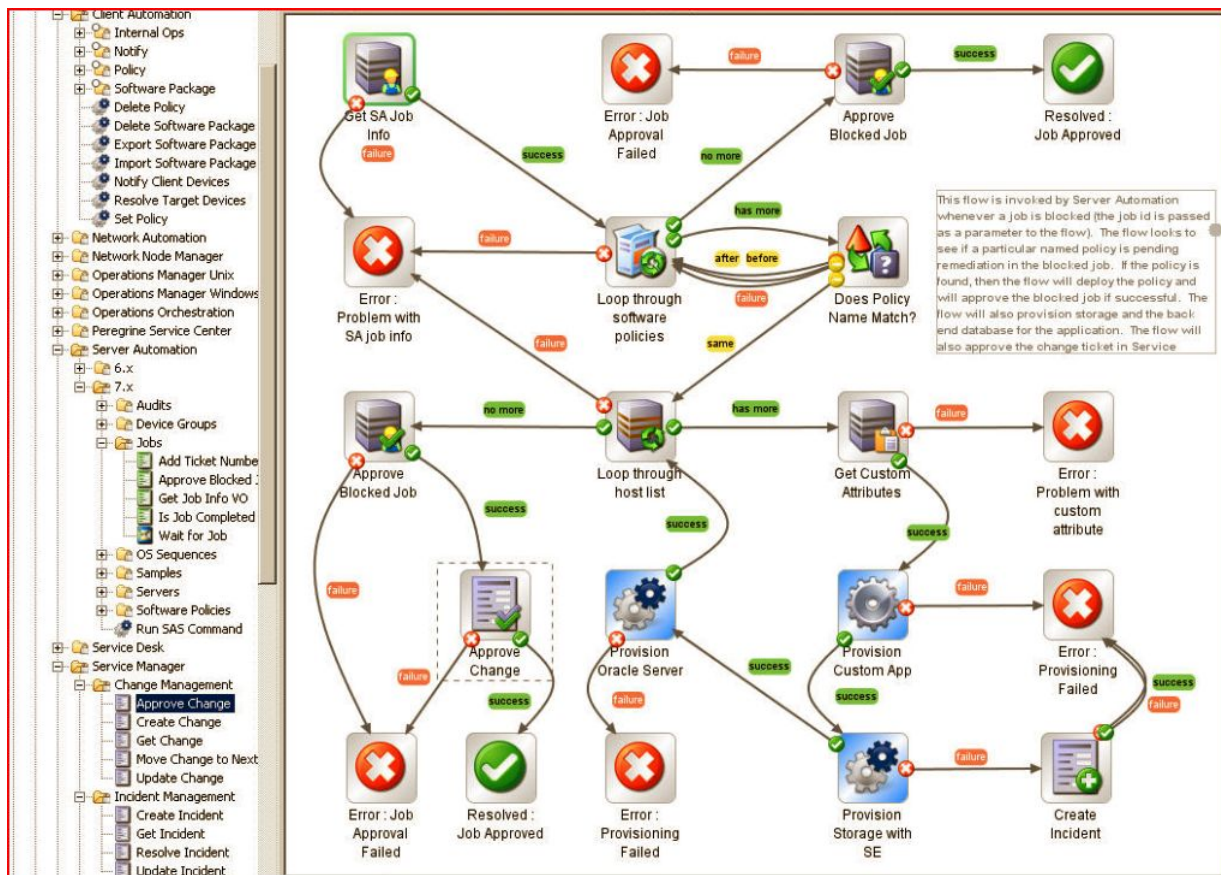 Client Automation
Internal Ops
Notify
Policy
Software Package
Delete Policy
Delete Software Package
Export Software Package
Import Software Package
Notify Client Devices
Resolve Target Devices
Set Policy
Network Automation
Network Node Manager
Operations Manager Unix
Operations Manager Windows
Operations Orchestration
Peregrine Service Center
Server Automation
6.x
7.x
Audits
Device Groups
Jobs
Add Ticket Numbe
Approve Blocked J
Get Job Info VO
Is Job Completed
Wait for Job
OS Sequences
Samples
Servers
Software Policies
Run SAS Command
Service Desk
Service Manager
Change Management
Approve Change
Create Change
Get Change
Move Change to Next
Update Change
Incident Management
Create Incident
Get Incident
Resolve Incident
Update Incident
Get SA Job
Info
failure
success
Error : Job
Approval
Failed
failure
Approve
Blocked Job
success
Resolved :
Job Approved
no more
This flow is invoked by Server Automation
whenever a job is blocked (the job id is passed
as a parameter to the flow). The flow looks to
see if a particular named policy is pending
remediation in the blocked job. If the policy is
found, then the flow will deploy the policy and
will approve the blocked job if successful. The
flow will also provision storage and the back
end database for the application. The flow will
also approve the change ticket in Service
Error :
Problem with
SA job info
failure
Loop through
software
policies
has more
after before
failure
Does Policy
Name Match?
failure
same
Approve
Blocked Job
no more
Loop through
host list
has more
Get Custom
Attributes
failure
Error :
Problem with
custom
attribute
success
success
success
failure
Approve
Change
failure
success
Provision
Oracle Server
failure
success
Provision
Custom App
failure
success
Error :
Provisioning
Failed
success
failure
Error : Job
Approval
Failed
Resolved :
Job Approved
Error :
Provisioning
Failed
Provision
Storage with
SE
failure
Create
Incident